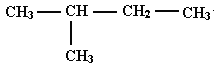 CH₃ — CH — CH₂ — CH₃
CH₃